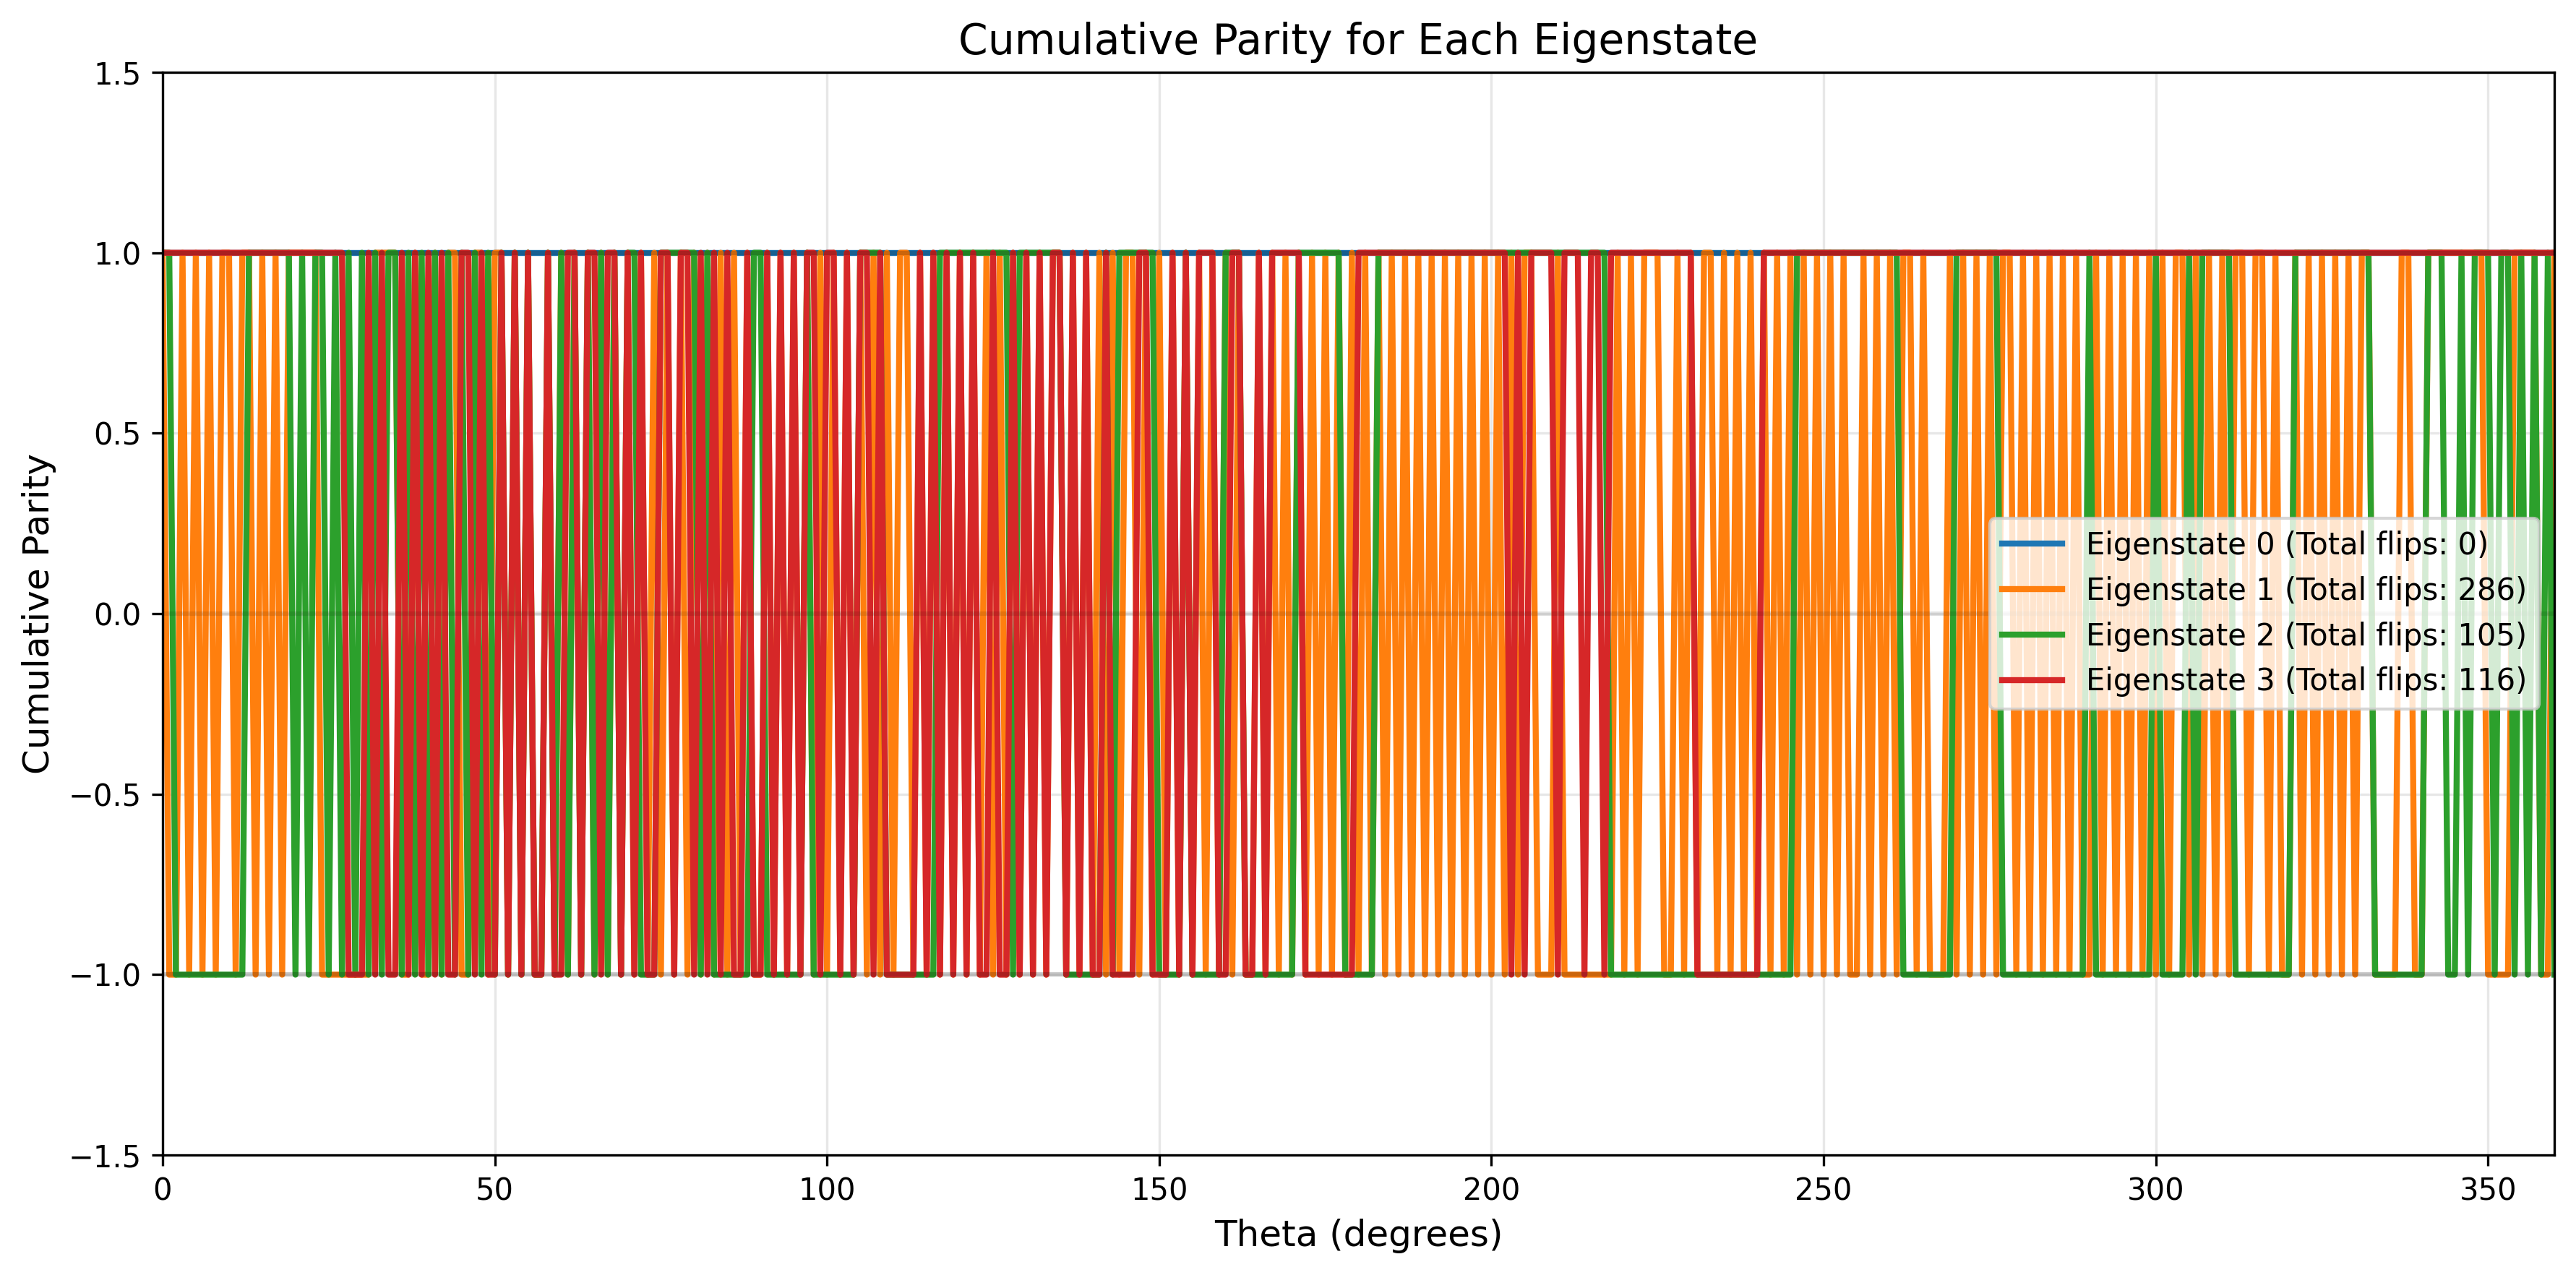 Cumulative Parity for Each Eigenstate
1.5
1.0
0.5
0.0
−0.5
−1.0
−1.5
Cumulative Parity
Eigenstate 0 (Total flips: 0)
Eigenstate 1 (Total flips: 286)
Eigenstate 2 (Total flips: 105)
Eigenstate 3 (Total flips: 116)
0 50 100 150 200 250 300 350
Theta (degrees)